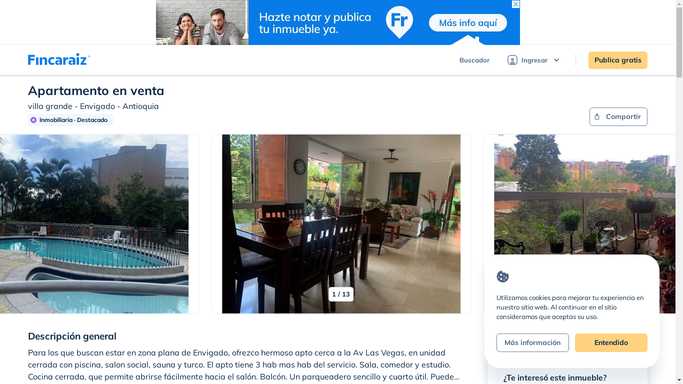 Hazte notar y publica
tu inmueble ya.
Fr
Más info aquí
Fincaraiz
Buscador
Ingresar
Publica gratis
Apartamento en venta
villa grande - Envigado - Antioquia
Inmobiliaria · Destacado
Compartir
1 / 13
Utilizamos cookies para mejorar tu experiencia en
nuestro sitio web. Al continuar en el sitio
consideramos que aceptas su uso.
Más información
Entendido
Descripción general
Para los que buscan estar en zona plana de Envigado, ofrezco hermoso apto cerca a la Av Las Vegas, en unidad
cerrada con piscina, salon social, sauna y turco. El apto tiene 3 hab mas hab del servicio. Sala, comedor y estudio.
Cocina cerrada, que permite abrirse fácilmente hacia el salón. Balcón. Un parqueadero sencillo y cuarto útil. Puede...
¿Te interesó este inmueble?